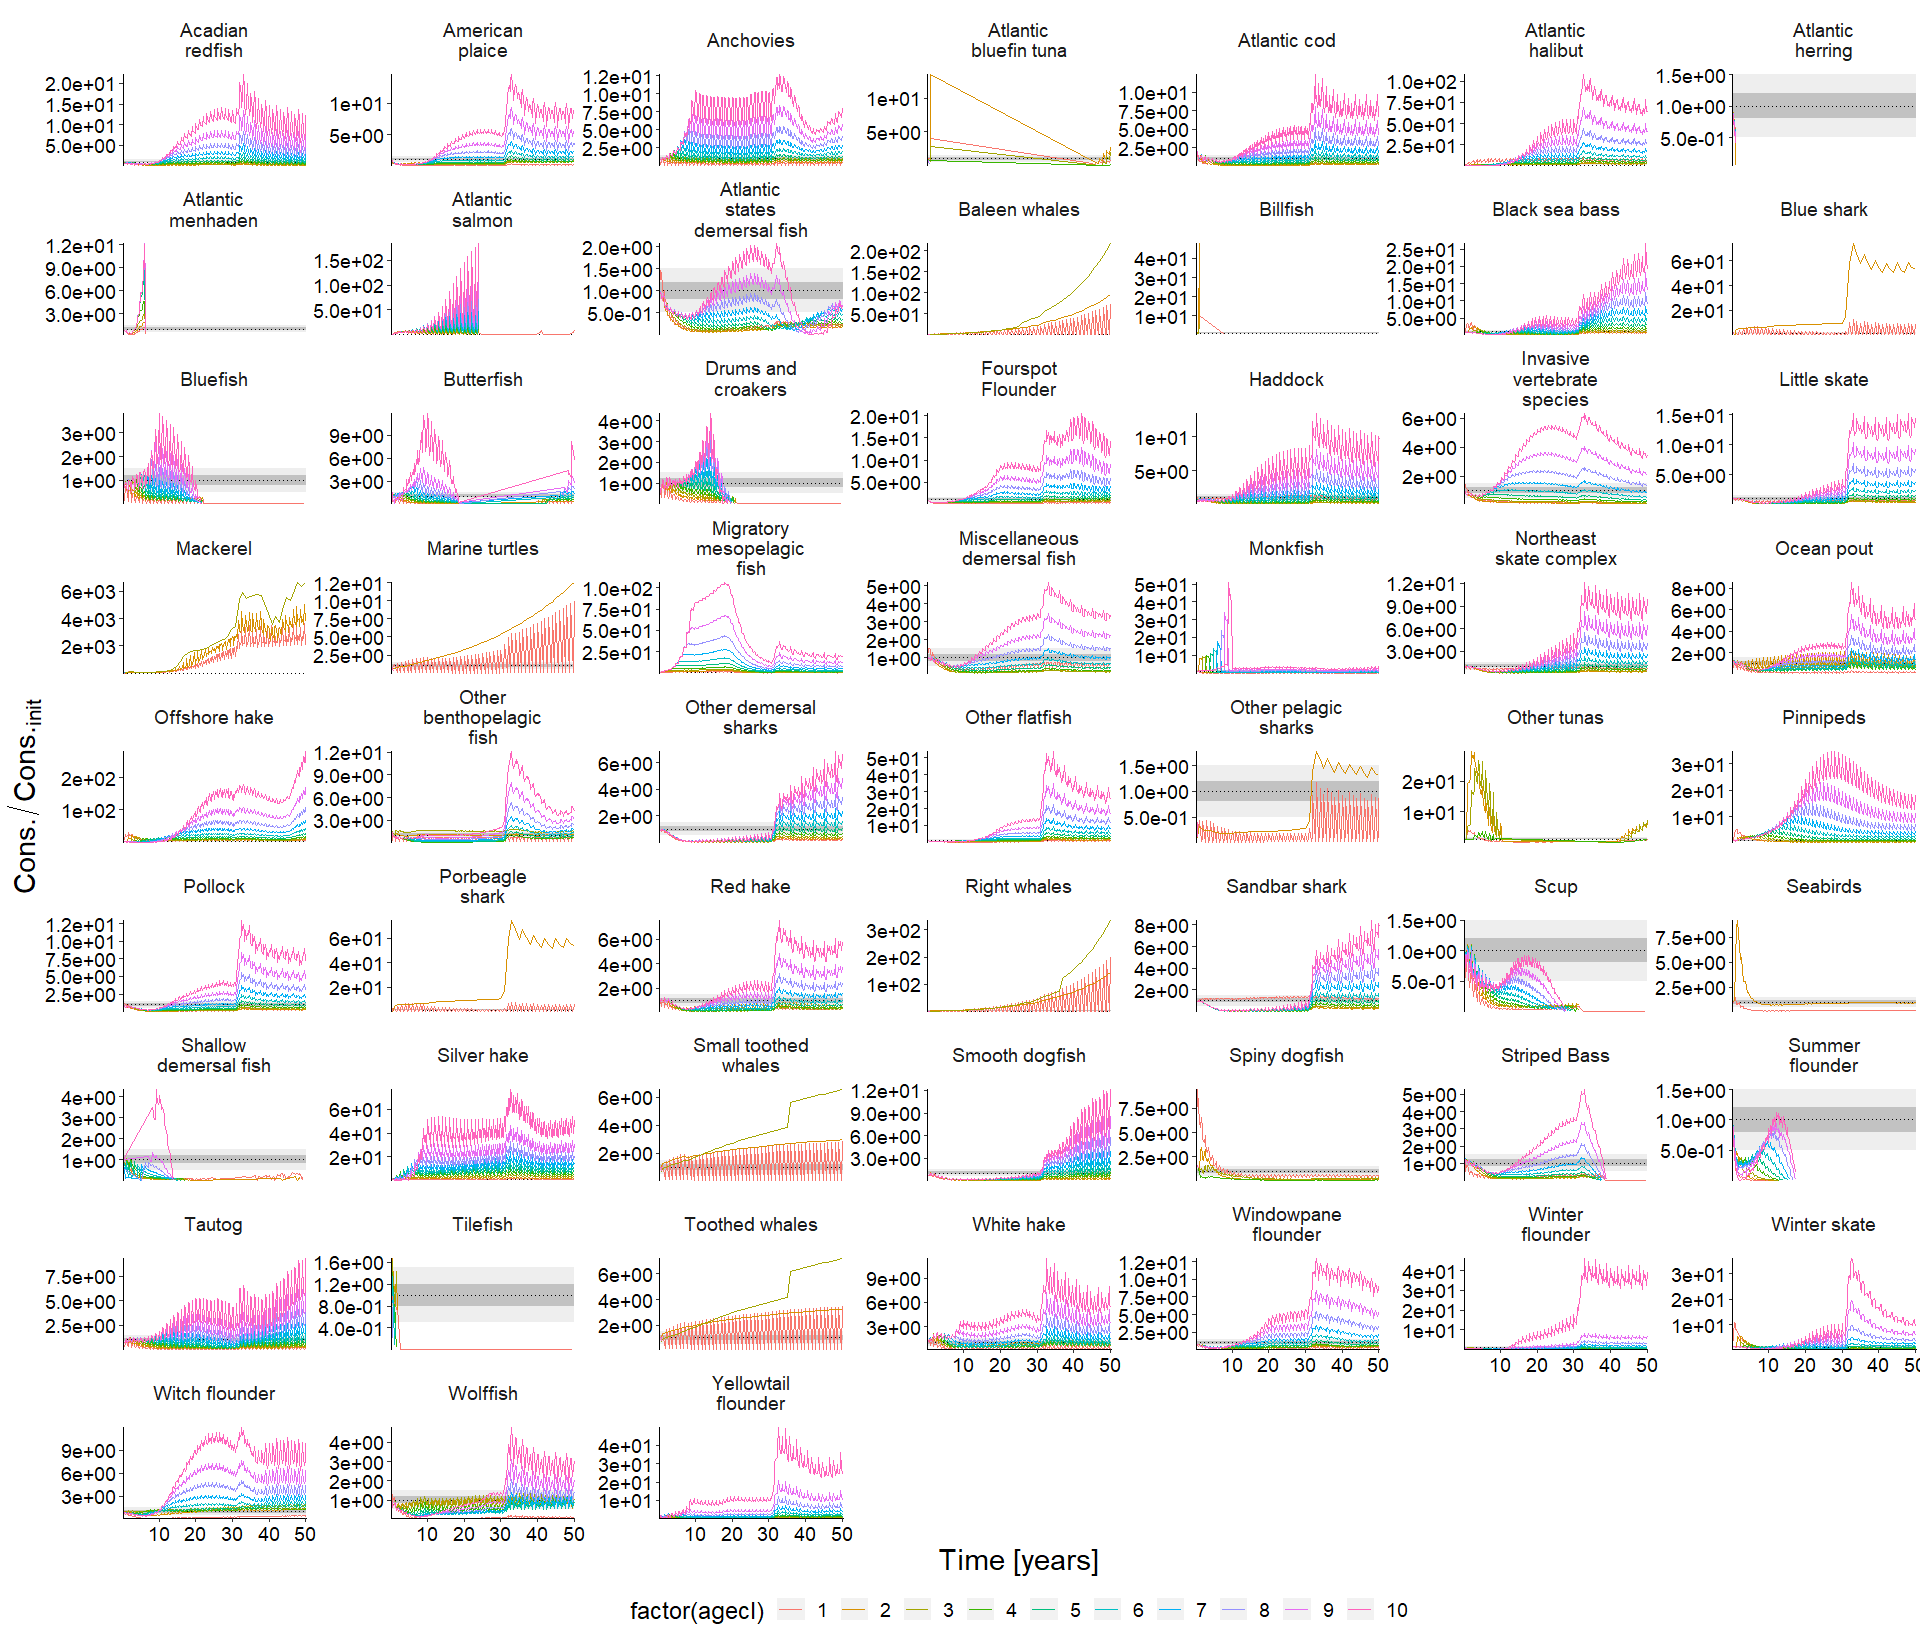 Acadian
redfish
American
plaice
Anchovies
Atlantic
bluefin tuna
Atlantic cod
Atlantic
halibut
Atlantic
herring
2.0e+01
1.5e+01
1.0e+01
5.0e+00
1e+01
5e+00
1.2e+01
1.0e+01
7.5e+00
5.0e+00
2.5e+00
1e+01
5e+00
1.0e+01
7.5e+00
5.0e+00
2.5e+00
1.0e+02
7.5e+01
5.0e+01
2.5e+01
1.5e+00
1.0e+00
5.0e-01
Atlantic
menhaden
Atlantic
salmon
Atlantic
states
demersal fish
Baleen whales
Billfish
Black sea bass
Blue shark
1.2e+01
9.0e+00
6.0e+00
3.0e+00
1.5e+02
1.0e+02
5.0e+01
2.0e+00
1.5e+00
1.0e+00
5.0e-01
2.0e+02
1.5e+02
1.0e+02
5.0e+01
4e+01
3e+01
2e+01
1e+01
2.5e+01
2.0e+01
1.5e+01
1.0e+01
5.0e+00
6e+01
4e+01
2e+01
Bluefish
Butterfish
Drums and
croakers
Fourspot
Flounder
Haddock
Invasive
vertebrate
species
Little skate
3e+00
2e+00
1e+00
9e+00
6e+00
3e+00
4e+00
3e+00
2e+00
1e+00
2.0e+01
1.5e+01
1.0e+01
5.0e+00
1e+01
5e+00
6e+00
4e+00
2e+00
1.5e+01
1.0e+01
5.0e+00
Mackerel
Marine turtles
Migratory
mesopelagic
fish
Miscellaneous
demersal fish
Monkfish
Northeast
skate complex
Ocean pout
6e+03
4e+03
2e+03
1.2e+01
1.0e+01
7.5e+00
5.0e+00
2.5e+00
1.0e+02
7.5e+01
5.0e+01
2.5e+01
5e+00
4e+00
3e+00
2e+00
1e+00
5e+01
4e+01
3e+01
2e+01
1e+01
1.2e+01
9.0e+00
6.0e+00
3.0e+00
8e+00
6e+00
4e+00
2e+00
Offshore hake
Other
benthopelagic
fish
Other demersal
sharks
Other flatfish
Other pelagic
sharks
Other tunas
Pinnipeds
2e+02
1e+02
1.2e+01
9.0e+00
6.0e+00
3.0e+00
6e+00
4e+00
2e+00
5e+01
4e+01
3e+01
2e+01
1e+01
1.5e+00
1.0e+00
5.0e-01
2e+01
1e+01
3e+01
2e+01
1e+01
Cons. / Cons.init
Pollock
Porbeagle
shark
Red hake
Right whales
Sandbar shark
Scup
Seabirds
1.2e+01
1.0e+01
7.5e+00
5.0e+00
2.5e+00
6e+01
4e+01
2e+01
6e+00
4e+00
2e+00
3e+02
2e+02
1e+02
8e+00
6e+00
4e+00
2e+00
1.5e+00
1.0e+00
5.0e-01
7.5e+00
5.0e+00
2.5e+00
Shallow
demersal fish
Silver hake
Small toothed
whales
Smooth dogfish
Spiny dogfish
Striped Bass
Summer
flounder
4e+00
3e+00
2e+00
1e+00
6e+01
4e+01
2e+01
6e+00
4e+00
2e+00
1.2e+01
9.0e+00
6.0e+00
3.0e+00
7.5e+00
5.0e+00
2.5e+00
5e+00
4e+00
3e+00
2e+00
1e+00
1.5e+00
1.0e+00
5.0e-01
Tautog
Tilefish
Toothed whales
White hake
Windowpane
flounder
Winter
flounder
Winter skate
7.5e+00
5.0e+00
2.5e+00
1.6e+00
1.2e+00
8.0e-01
4.0e-01
6e+00
4e+00
2e+00
9e+00
6e+00
3e+00
1.2e+01
1.0e+01
7.5e+00
5.0e+00
2.5e+00
4e+01
3e+01
2e+01
1e+01
3e+01
2e+01
1e+01
10 20 30 40 50
10 20 30 40 50
10 20 30 40 50
10 20 30 40 50
Witch flounder
Wolffish
Yellowtail
flounder
9e+00
6e+00
3e+00
4e+00
3e+00
2e+00
1e+00
4e+01
3e+01
2e+01
1e+01
10 20 30 40 50
10 20 30 40 50
10 20 30 40 50
Time [years]
factor(agecl) 1 2 3 4 5 6 7 8 9 10